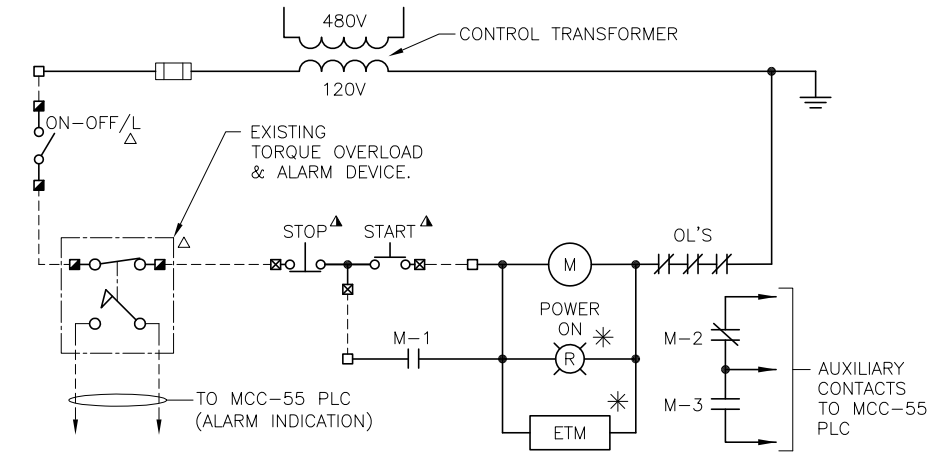 480V
CONTROL TRANSFORMER
120V
ON-OFF/L
EXISTING
TORQUE OVERLOAD
& ALARM DEVICE.
STOP
START
OL'S
M
POWER
ON
R
M-1
M-2
M-3
ETM
AUXILIARY
CONTACTS
TO MCC-55
PLC
TO MCC-55 PLC
(ALARM INDICATION)